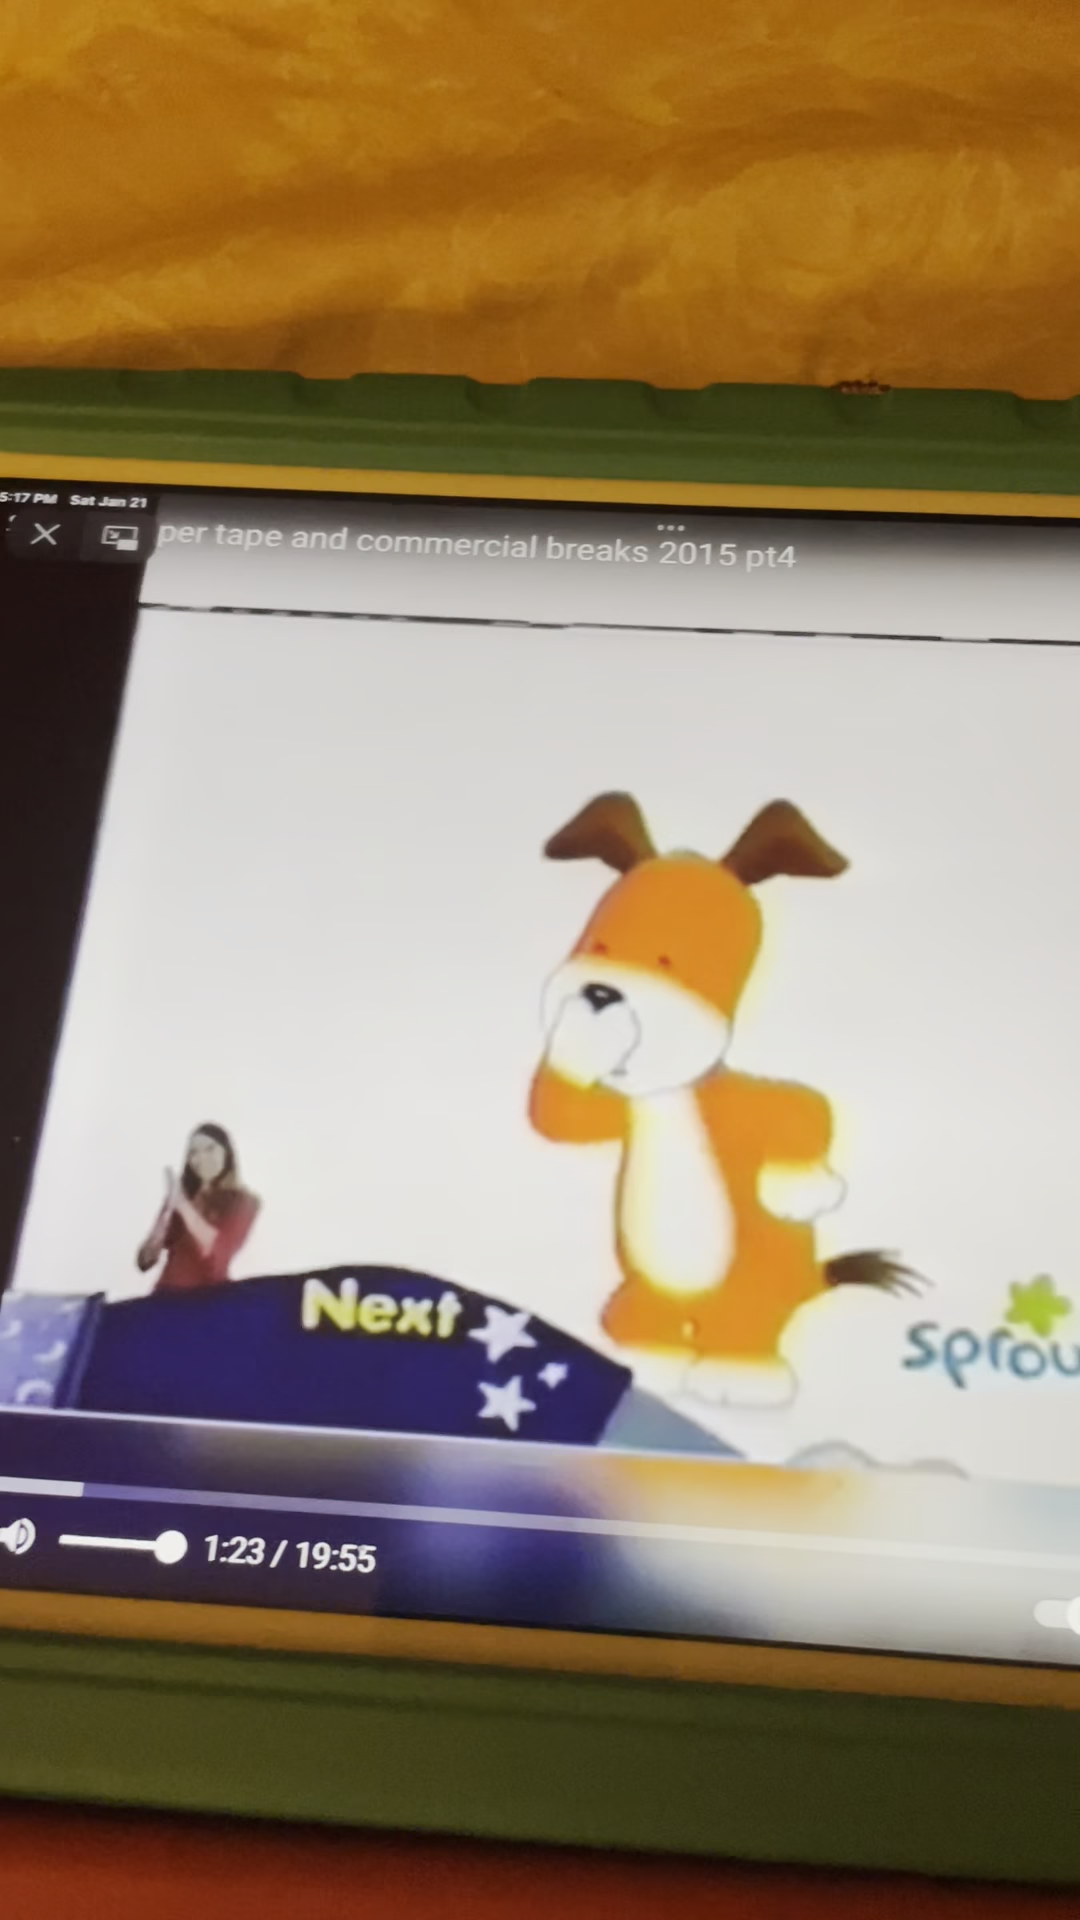 5:17 PM Sat Jan 21
per tape and commercial breaks 2015 pt4
Next
Sprou
1:23 / 19:55